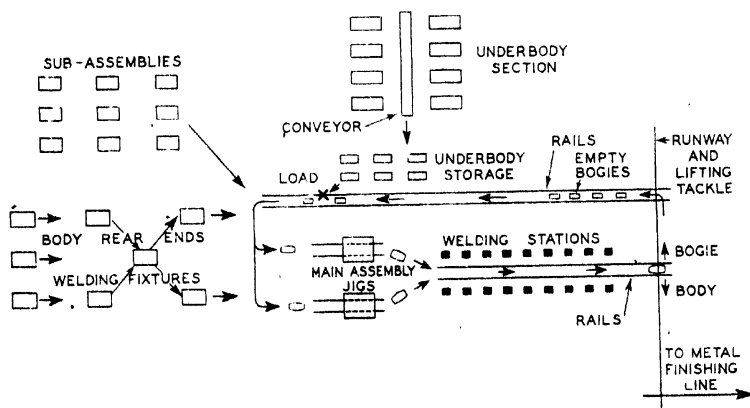 SUB-ASSEMBLIES
UNDERBODY
SECTION
CONVEYOR
LOAD
UNDERBODY
STORAGE
RAILS
EMPTY
BOGIES
RUNWAY
AND
LIFTING
TACKLE
BODY REAR ENDS
WELDING FIXTURES
MAIN ASSEMBLY
JIGS
WELDING STATIONS
BOGIE
BODY
RAILS
TO METAL
FINISHING
LINE